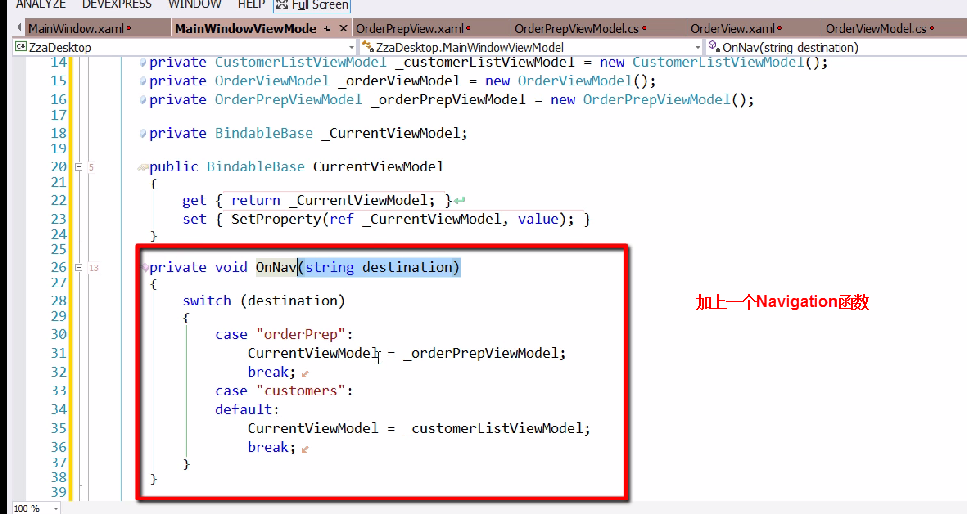 ANALYZE DEVEXPRESS WINDOW HELP Full Screen
MainWindow.xaml MainWindowViewMode OrderPrepView.xaml OrderPrepViewModel.cs OrderView.xaml OrderViewModel.cs
ZzaDesktop ZzaDesktop.MainWindowViewModel OnNav(string destination)
14 private CustomerListViewModel _customerListViewModel = new CustomerListViewModel();
15 private OrderViewModel _orderViewModel = new OrderViewModel();
16 private OrderPrepViewModel _orderPrepViewModel = new OrderPrepViewModel();
17
18 private BindableBase _CurrentViewModel;
19
20 5 public BindableBase CurrentViewModel
21 {
22 get { return _CurrentViewModel; }
23 set { SetProperty(ref _CurrentViewModel, value); }
24 }
25
26 13 private void OnNav(string destination)
27 {
28 switch (destination)
29 {
30 case "orderPrep":
31 CurrentViewModel = _orderPrepViewModel;
32 break;
33 case "customers":
34 default:
35 CurrentViewModel = customerListViewModel;
36 break;
37 }
38 }
39
加上一个Navigation函数
100 %